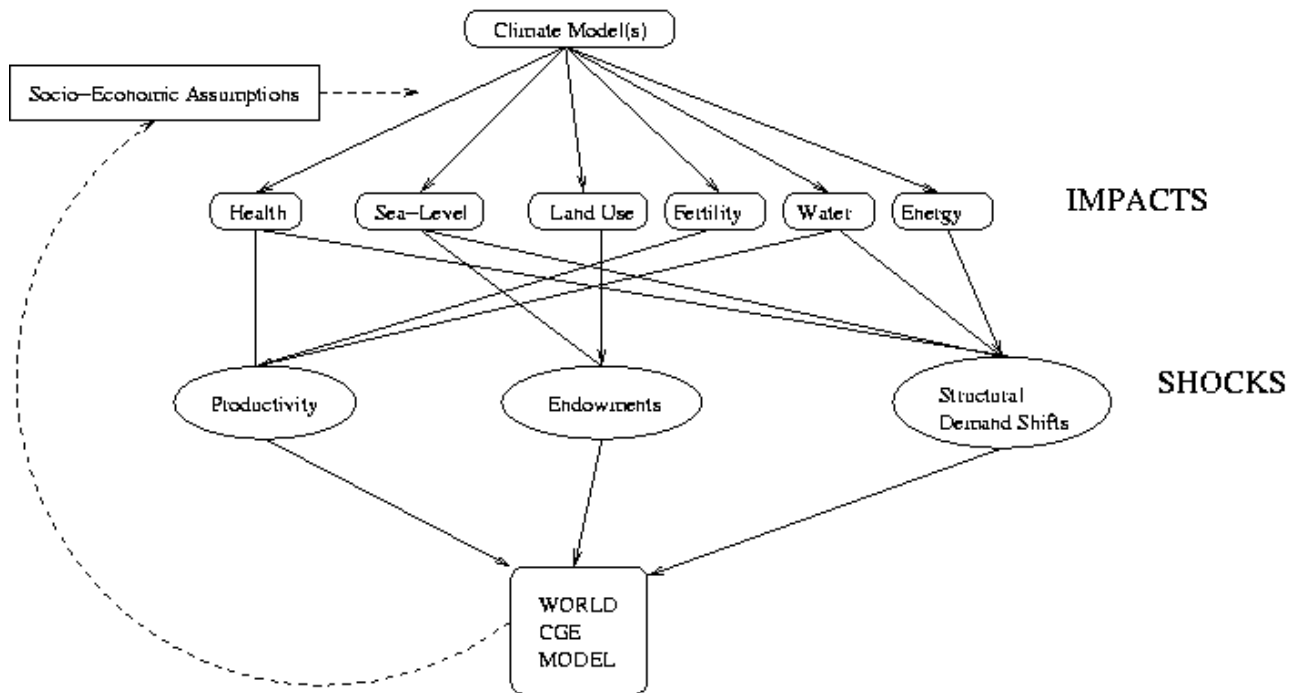 Climate Model(s)
Socio-Economic Assumptions
Health
Sea-Level
Land Use
Fertility
Water
Energy
IMPACTS
Productivity
Endowments
Structural
Demand Shifts
SHOCKS
WORLD
CGE
MODEL